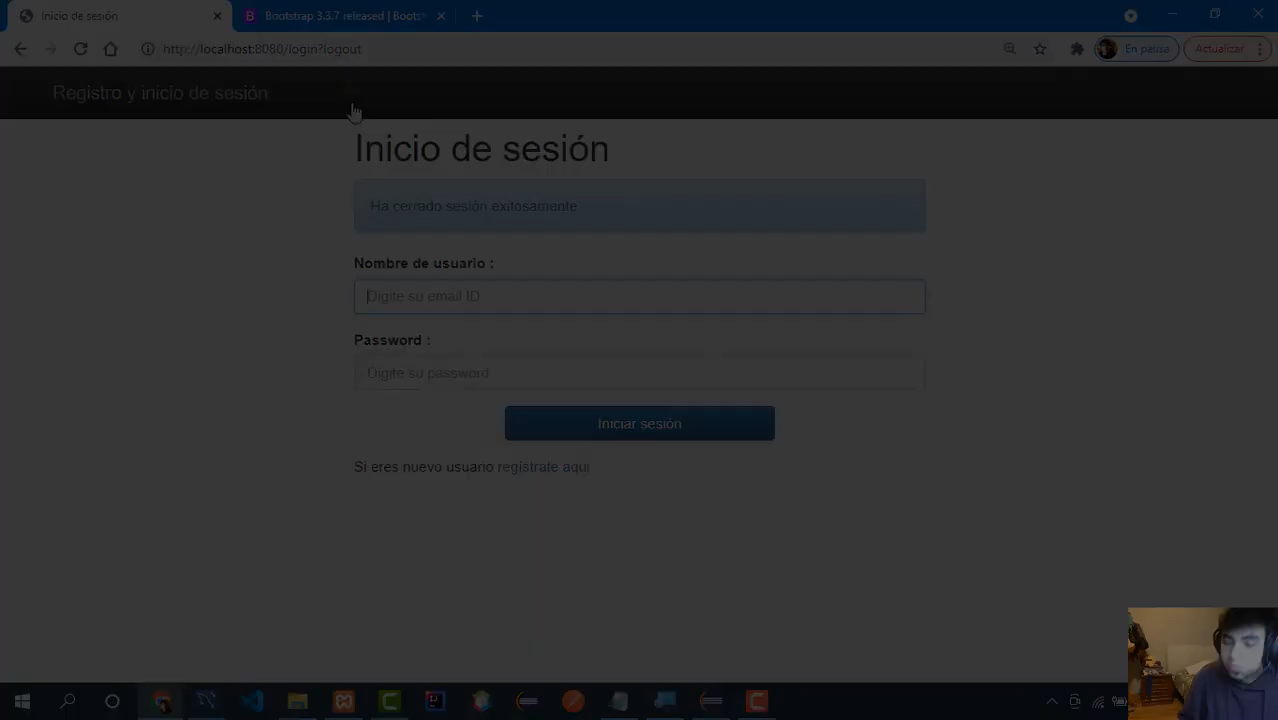 Inicio de sesión
Bootstrap 3.3.7 released | Boots
http://localhost:8080/login?logout
En pausa
Actualizar
Registro y inicio de sesión
Inicio de sesión
Ha cerrado sesión exitosamente
Nombre de usuario :
Digite su email ID
Password :
Digite su password
Iniciar sesión
Si eres nuevo usuario registrate aqui